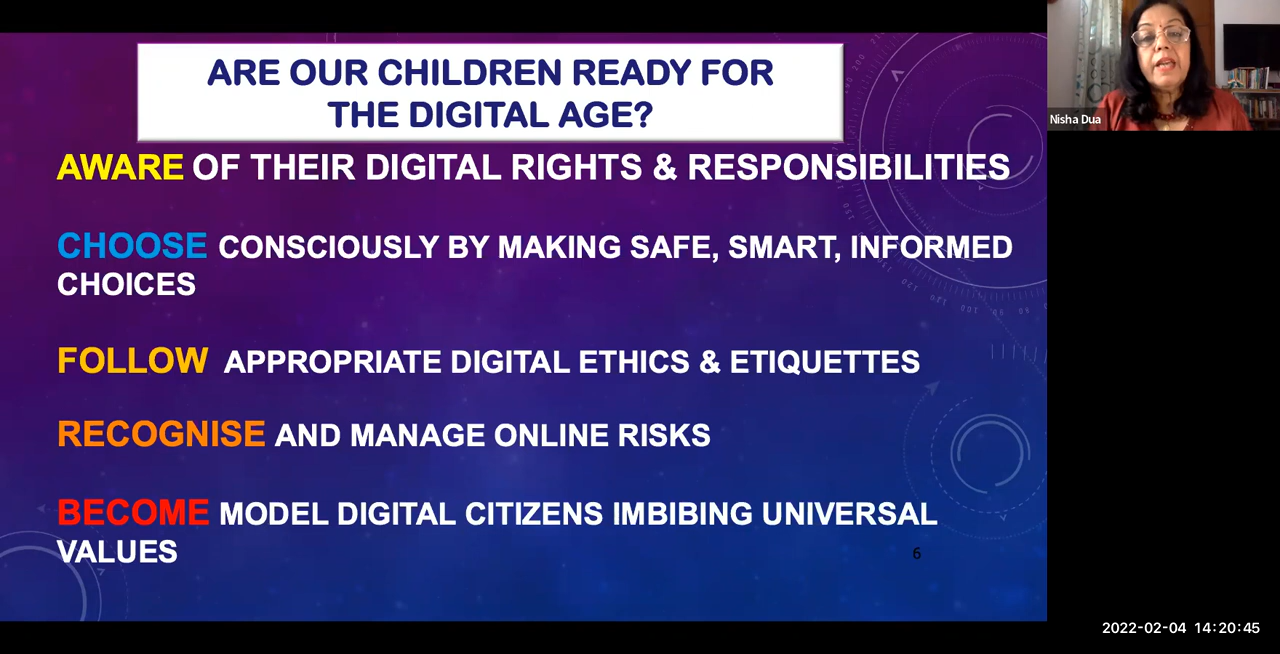 ARE OUR CHILDREN READY FOR
THE DIGITAL AGE?
AWARE OF THEIR DIGITAL RIGHTS & RESPONSIBILITIES
CHOOSE CONSCIOUSLY BY MAKING SAFE, SMART, INFORMED
CHOICES
FOLLOW APPROPRIATE DIGITAL ETHICS & ETIQUETTES
RECOGNISE AND MANAGE ONLINE RISKS
BECOME MODEL DIGITAL CITIZENS IMBIBING UNIVERSAL
VALUES
6
Nisha Dua
2022-02-04 14:20:45